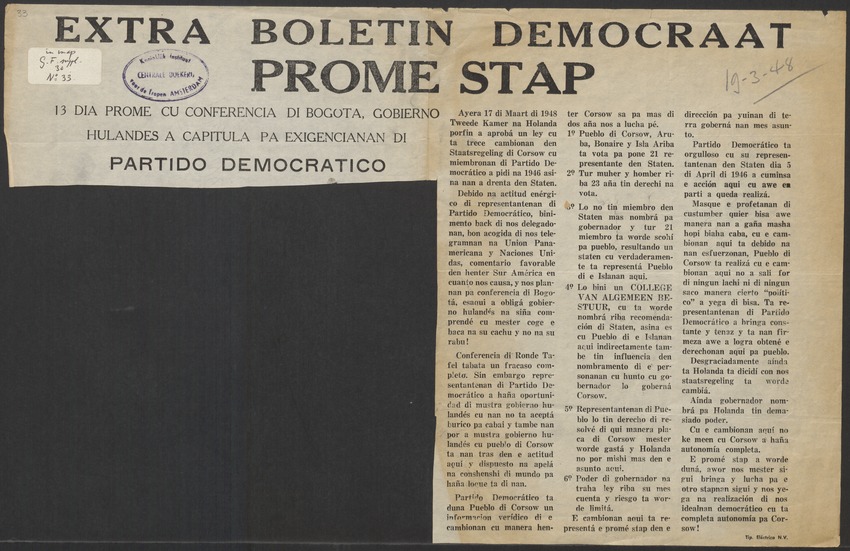 33
EXTRA BOLETIN DEMOCRAAT
PROME STAP
S.F. suppl.
N: 33
Koninklijk Instituut
CENTRALE BOEKERIJ
voor de Tropen AMSTERDAM
19-3-48
13 DIA PROME CU CONFERENCIA DI BOGOTA, GOBIERNO
HULANDES A CAPITULA PA EXIGENCIANAN DI
PARTIDO DEMOCRATICO
Ayera 17 di Maart di 1948
Tweede Kamer na Holanda
porfin a aprobá un ley cu
ta trece cambionan den
Staatsregeling di Corsow cu
miembronan di Partido De-
mocrático a pidi na 1946 asi-
na nan a drenta den Staten.
Debido na actitud enérgi-
co di representantenan di
Partido Democrático, bini-
mento back di nos delegado-
nan, bon acogida di nos tele-
gramnan na Union Pana-
mericana y Naciones Uni-
das, comentario favorable
den henter Sur América en
cuanto nos causa, y nos plan-
nan pa conferencia di Bogo-
tá, esaqui a obligá gobier-
no hulandés na siña com-
prendé cu mester coge e
baca na su cachu y no na su
rabu!
Conferencia di Ronde Ta-
fel tabata un fracaso com-
pleto. Sin embargo repre-
sentantenan di Partido De-
mocrático a haña oportuni-
dad di mustra gobierno hu-
landés cu nan no ta aceptá
burico pa cabai y tambe nan
por a mustra gobierno hu-
landés cu pueblo di Corsow
ta nan tras den e actitud
aquí y dispuesto na apelá
na conshenshi di mundo pa
haña loque ta di nan.
Partido Democrático ta
duna Pueblo di Corsow un
informacion verídico di e
cambionan cu manera hen-
ter Corsow sa pa mas di
dos aña nos a lucha pé.
1º Pueblo di Corsow, Aru-
ba, Bonaire y Isla Ariba
ta vota pa pone 21 re-
presentante den Staten.
2º Tur muher y homber ri-
ba 23 aña tin derechi na
vota.
3º Lo no tin miembro den
Staten mas nombrá pa
gobernador y tur 21
miembro ta worde scohí
pa pueblo, resultando un
staten cu verdaderamen-
te ta representá Pueblo
di e Islanan aqui.
4º Lo bini un COLLEGE
VAN ALGEMEEN BE-
STUUR, cu ta worde
nombrá riba recomenda-
ción di Staten, asina es
cu Pueblo di e Islanan
aqui indirectamente tam-
be tin influencia den
nombramento di e per-
sonanan cu hunto cu go-
bernador lo goberná
Corsow.
5º Representantenan di Pue-
blo lo tin derecho di re-
solvé di qui manera pla-
ca di Corsow mester
worde gastá y Holanda
no por mishi mas den e
asunto aqui.
6º Poder di gobernador na
traha ley riba su mes
cuenta y riesgo ta wor-
de limitá.
E cambionan aqui ta re-
presentá e promé stap den e
dirección pa yuinan di te-
rra goberná nan mes asun-
to.
Partido Democrático ta
orgulloso cu su represen-
tantenan den Staten dia 5
di April di 1946 a cuminsa
e acción aqui cu awe en
parti a queda realizá.
Masque e profetanan di
custumber quier bisa awe
manera nan a gaña masha
hopi biaha caba, cu e cam-
bionan aqui ta debido na
nan esfuerzonan, Pueblo di
Corsow ta realizá cu e cam-
bionan aqui no a sali for
di ningun lachi ni di ningun
saco manera cierto "polít-
co" a yega di bisa. Ta re-
presentantenan di Partido
Democrático a bringa cons-
tante y tenaz y ta nan fir-
meza awe a logra obtené e
derechonan aqui pa pueblo.
Desgraciadamente ainda
ta Holanda ta dicidi con nos
staatsregeling ta worde
cambiá.
Ainda gobernador nom-
brá pa Holanda tin dema-
siado poder.
Cu e cambionan aqui no
ke meen cu Corsow a haña
autonomía completa.
E promé stap a worde
duná, awor nos mester si-
gui bringa y lucha pa e
otro stapnan sigui y nos ye-
ga na realización di nos
idealnan democrático cu ta
completa autonomía pa Cor-
sow!
Tip. Eléctrica N.V.